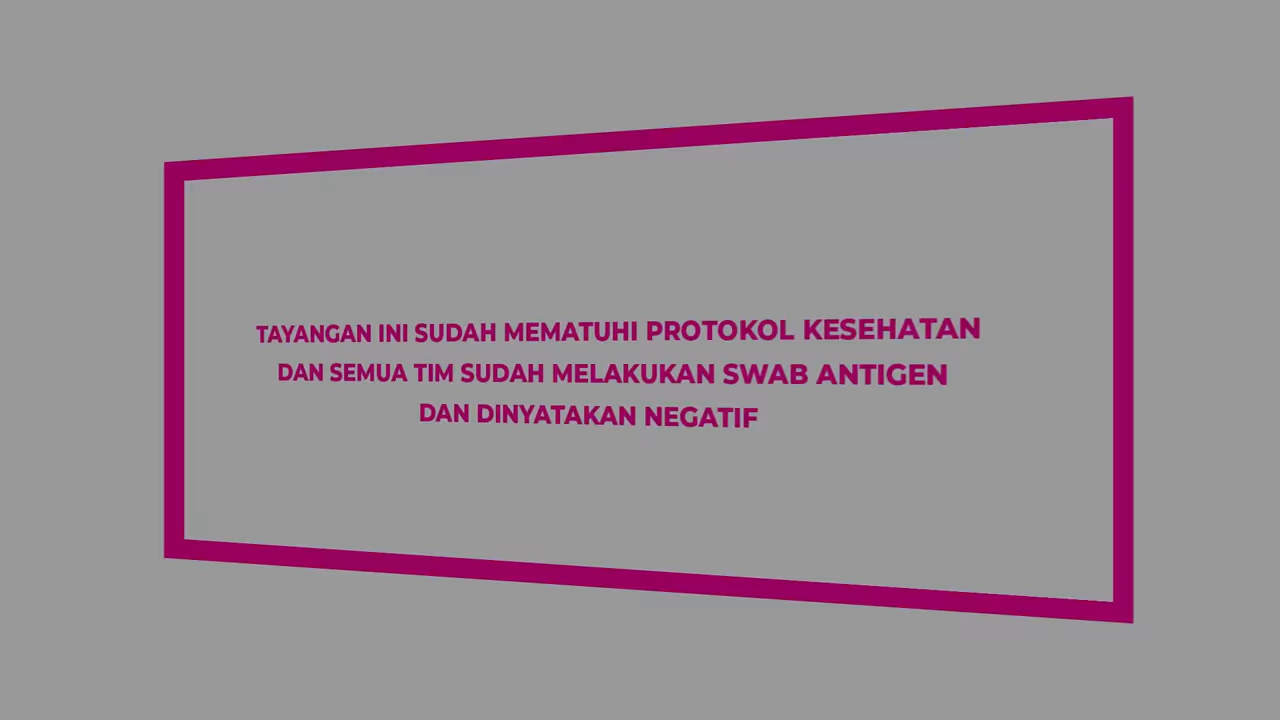 TAYANGAN INI SUDAH MEMATUHI PROTOKOL KESEHATAN
DAN SEMUA TIM SUDAH MELAKUKAN SWAB ANTIGEN
DAN DINYATAKAN NEGATIF